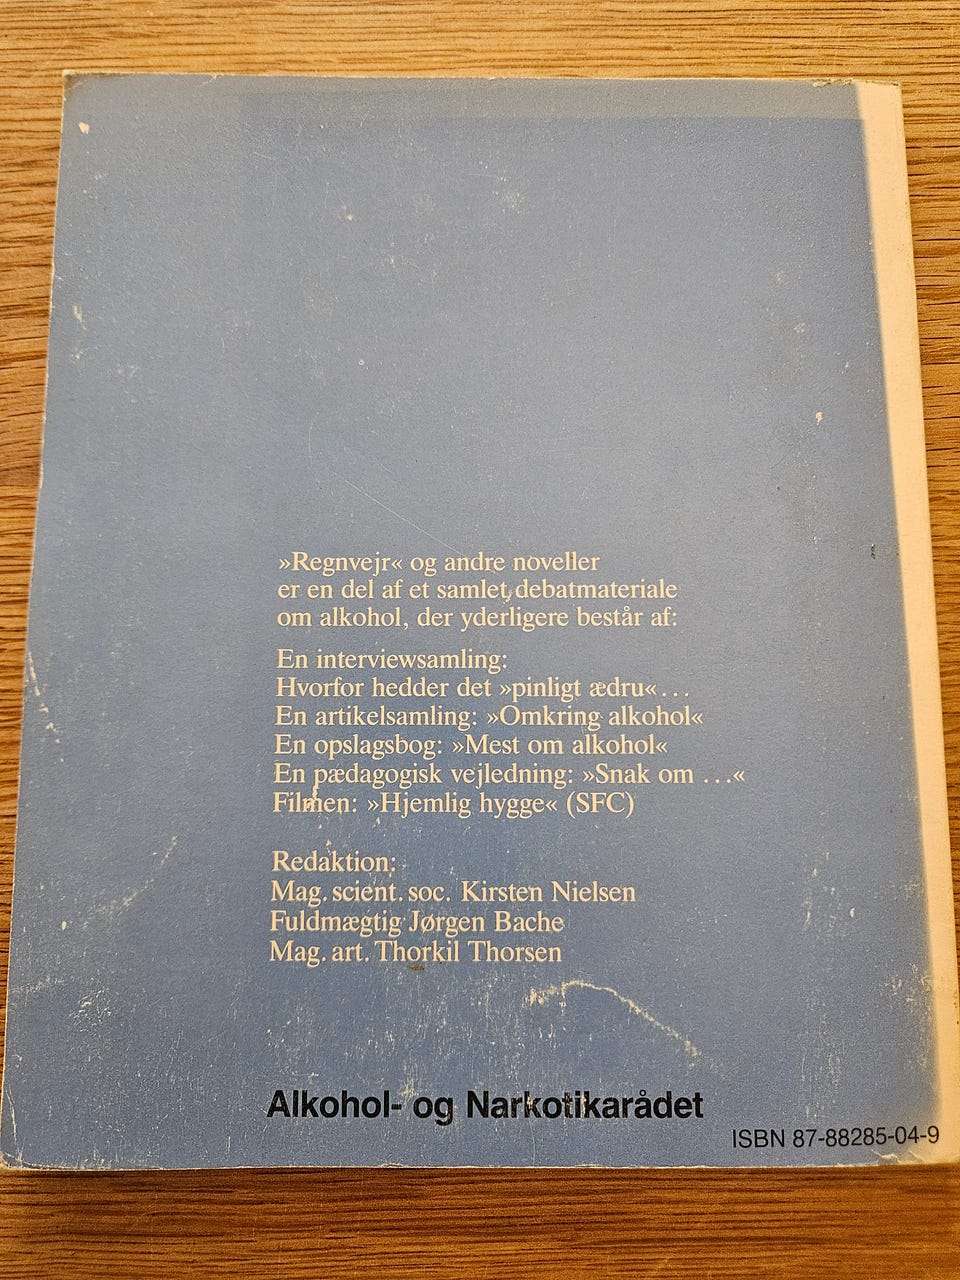 »Regnvejr« og andre noveller
er en del af et samlet debatmateriale
om alkohol, der yderligere består af:
En interviewsamling:
Hvorfor hedder det »pinligt ædru«...
En artikelsamling: »Omkring alkohol«
En opslagsbog: »Mest om alkohol«
En pædagogisk vejledning: »Snak om ...«
Filmen: »Hjemlig hygge« (SFC)
Redaktion:
Mag. scient. soc. Kirsten Nielsen
Fuldmægtig Jørgen Bache
Mag. art. Thorkil Thorsen
Alkohol- og Narkotikarådet
ISBN 87-88285-04-9